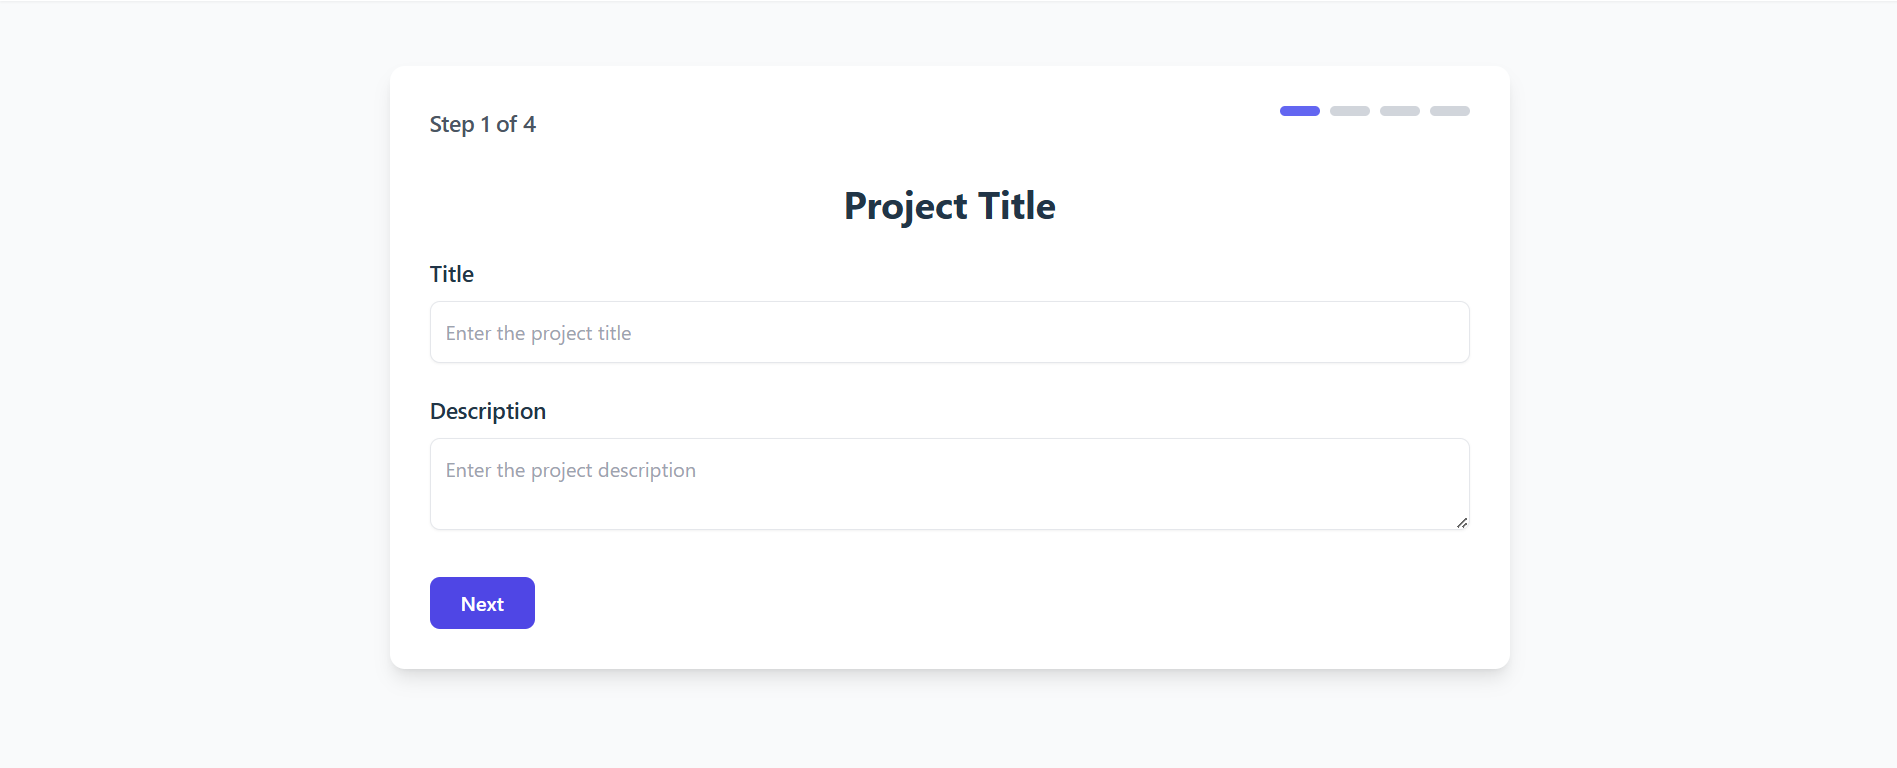 Step 1 of 4
Project Title
Title
Enter the project title
Description
Enter the project description
Next